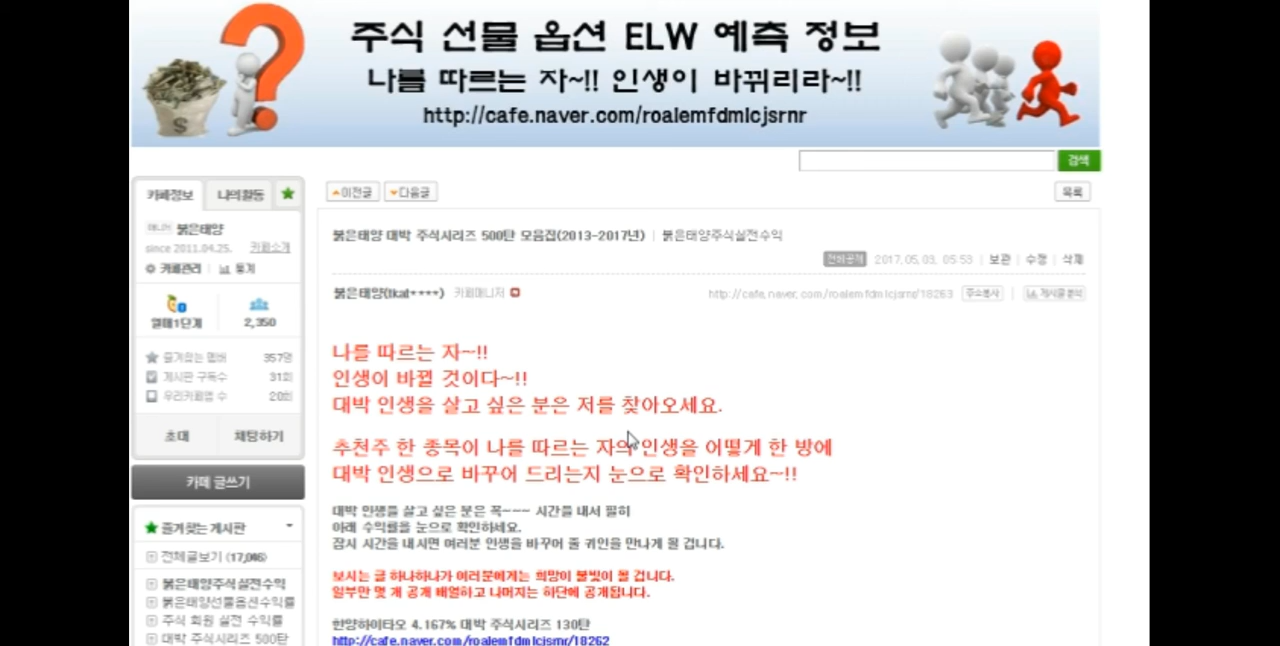 주식 선물 옵션 ELW 예측 정보
나를 따르는 자~!! 인생이 바뀌리라~!!
http://cafe.naver.com/roalemfdmlcjsrnr
검색
카페정보 나의활동
이전글 다음글
목록
매니저 붉은태양
since 2011.04.25. 카페소개
카페관리 통계
열매1단계 2,350
즐겨찾는 멤버 357명
게시판 구독수 31회
우리카페앱 수 20회
초대 채팅하기
카페 글쓰기
즐겨찾는 게시판
전체글보기 (17,046)
붉은태양주식실전수익
붉은태양선물옵션수익률
주식 회원 실전 수익률
대박 주식시리즈 500탄
붉은태양 대박 주식시리즈 500탄 모음집(2013-2017년) | 붉은태양주식실전수익
전체공개 2017.05.03. 05:53 | 보관 | 수정 | 삭제
붉은태양(tkat****) 카페매니저
http://cafe.naver.com/roalemfdmlcjsrnr/18263 주소복사 | 게시물분석
나를 따르는 자~!!
인생이 바뀔 것이다~!!
대박 인생을 살고 싶은 분은 저를 찾아오세요.
추천주 한 종목이 나를 따르는 자의 인생을 어떻게 한 방에
대박 인생으로 바꾸어 드리는지 눈으로 확인하세요~!!
대박 인생을 살고 싶은 분은 꼭~~~ 시간을 내서 필히
아래 수익률을 눈으로 확인하세요.
잠시 시간을 내시면 여러분 인생을 바꾸어 줄 귀인을 만나게 될 겁니다.
보시는 글 하나하나가 여러분에게는 희망이 불빛이 될 겁니다.
일부만 몇 개 공개 배열하고 나머지는 하단에 공개됩니다.
한양하이타오 4.167% 대박 주식시리즈 130탄
http://cafe.naver.com/roalemfdmlcjsrnr/18262